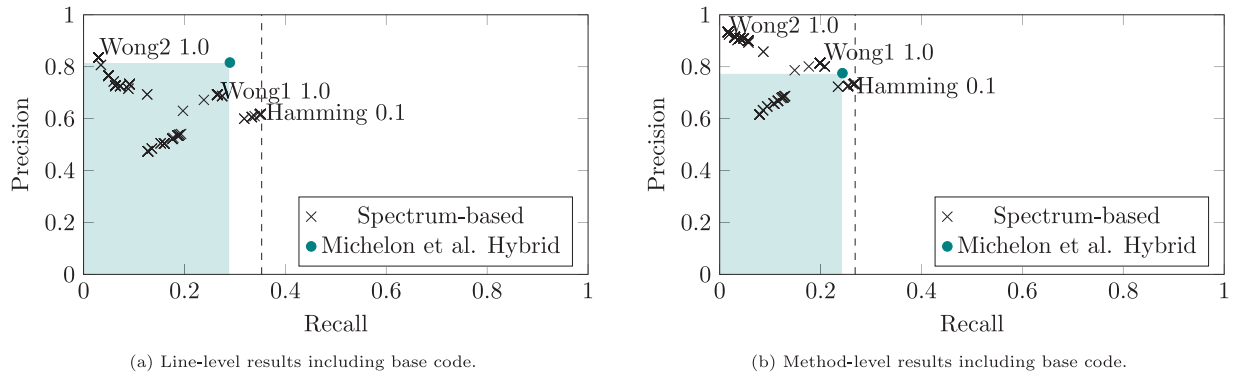 1
0.8
0.6
0.4
0.2
0
Precision
Wong2 1.0
Wong1 1.0
Hamming 0.1
Spectrum-based
Michelon et al. Hybrid
0 0.2 0.4 0.6 0.8 1
Recall
(a) Line-level results including base code.
1
0.8
0.6
0.4
0.2
0
Precision
Wong2 1.0
Wong1 1.0
Hamming 0.1
Spectrum-based
Michelon et al. Hybrid
0 0.2 0.4 0.6 0.8 1
Recall
(b) Method-level results including base code.